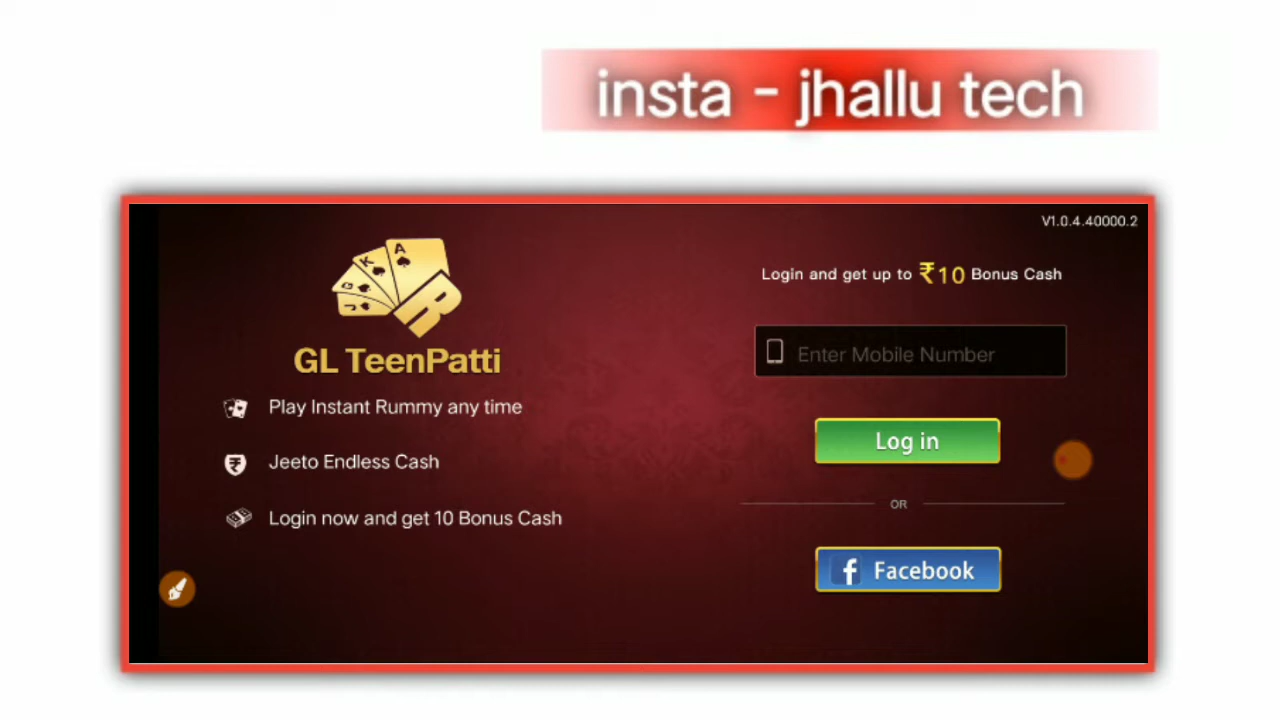 insta - jhallu tech
V1.0.4.40000.2
A
K
Q
J
R
GL TeenPatti
Play Instant Rummy any time
Jeeto Endless Cash
Login now and get 10 Bonus Cash
Login and get up to ₹10 Bonus Cash
Enter Mobile Number
Log in
OR
f Facebook